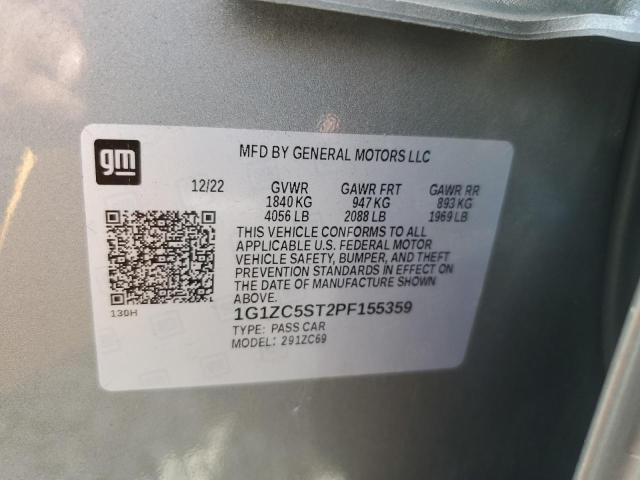 gm
MFD BY GENERAL MOTORS LLC
12/22 GVWR GAWR FRT GAWR RR
1840 KG 947 KG 893 KG
4056 LB 2088 LB 1969 LB
THIS VEHICLE CONFORMS TO ALL
APPLICABLE U.S. FEDERAL MOTOR
VEHICLE SAFETY, BUMPER, AND THEFT
PREVENTION STANDARDS IN EFFECT ON
THE DATE OF MANUFACTURE SHOWN
ABOVE.
130H
1G1ZC5ST2PF155359
TYPE: PASS CAR
MODEL: 291ZC69